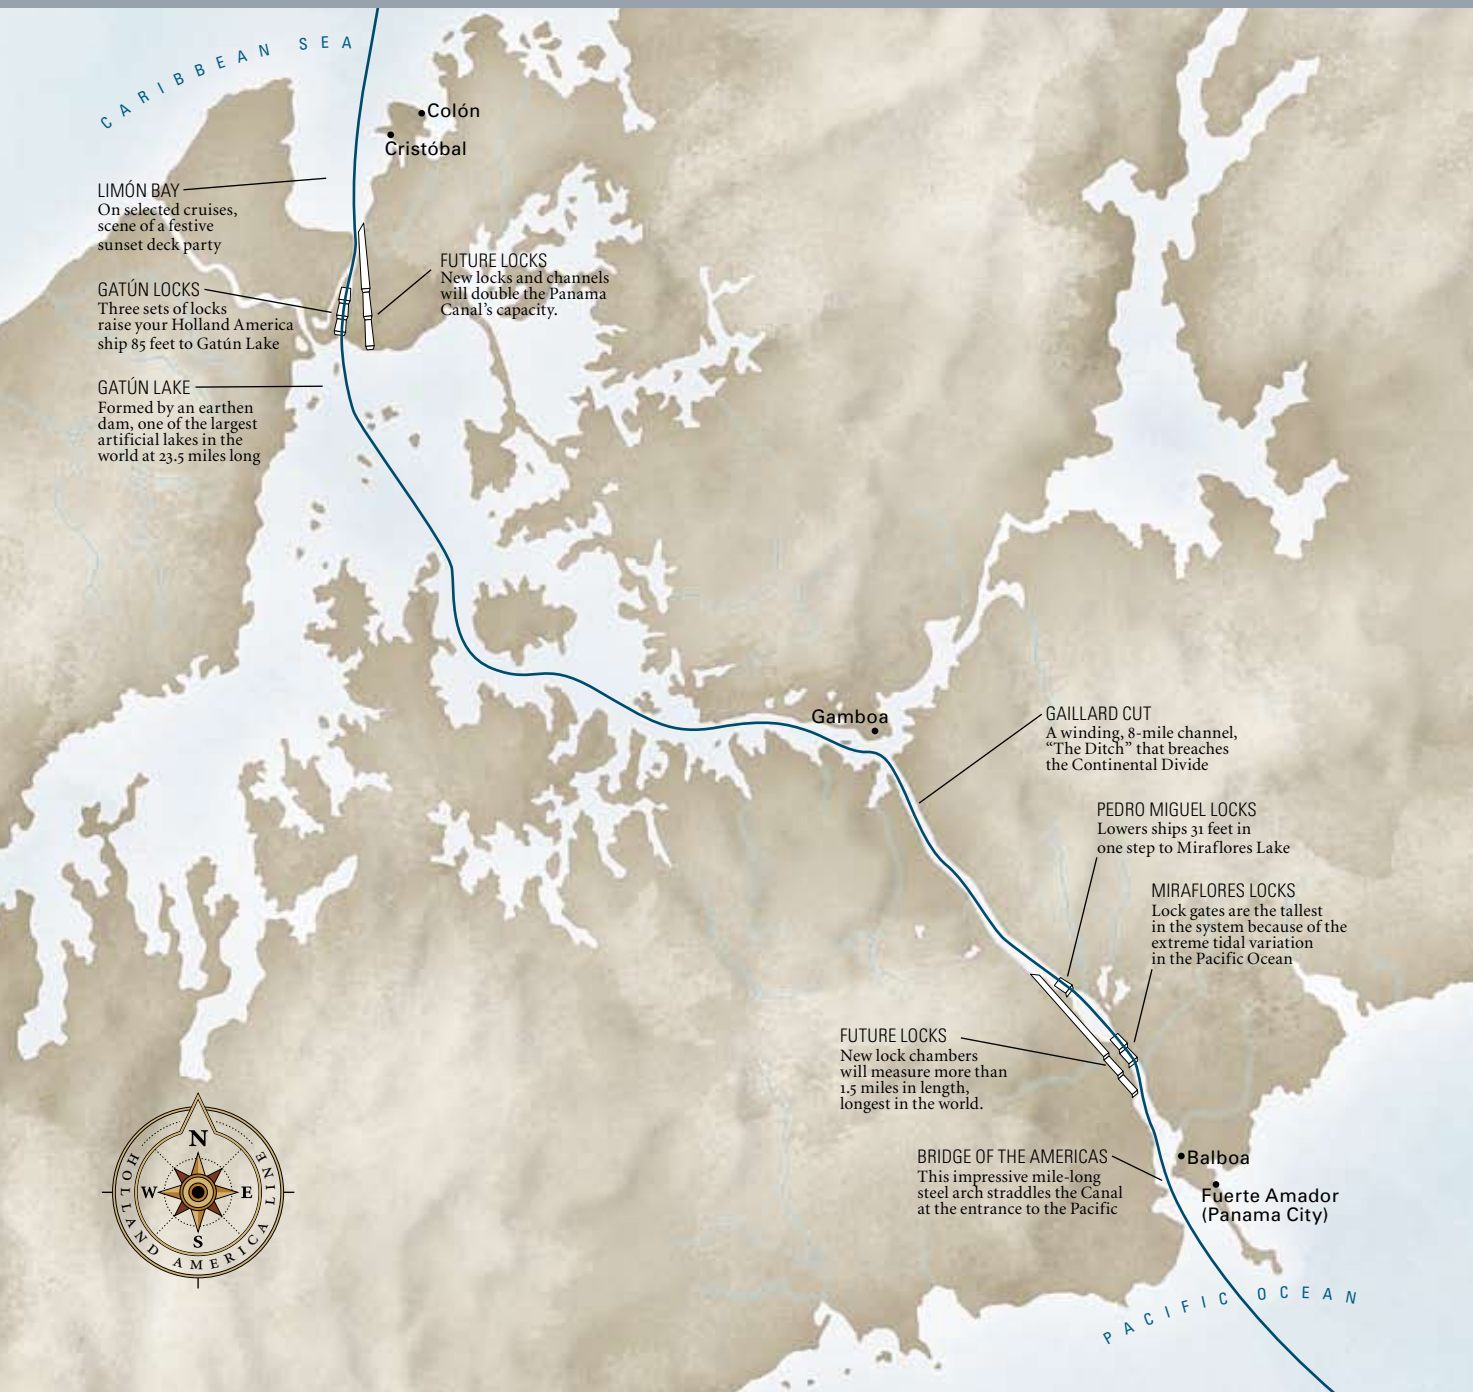 CARIBBEAN SEA
Colón
Cristóbal
LIMÓN BAY
On selected cruises,
scene of a festive
sunset deck party
FUTURE LOCKS
New locks and channels
will double the Panama
Canal's capacity.
GATÚN LOCKS
Three sets of locks
raise your Holland America
ship 85 feet to Gatún Lake
GATÚN LAKE
Formed by an earthen
dam, one of the largest
artificial lakes in the
world at 23.5 miles long
Gamboa
GAILLARD CUT
A winding, 8-mile channel,
“The Ditch” that breaches
the Continental Divide
PEDRO MIGUEL LOCKS
Lowers ships 31 feet in
one step to Miraflores Lake
MIRAFLORES LOCKS
Lock gates are the tallest
in the system because of the
extreme tidal variation
in the Pacific Ocean
FUTURE LOCKS
New lock chambers
will measure more than
1.5 miles in length,
longest in the world.
BRIDGE OF THE AMERICAS
This impressive mile-long
steel arch straddles the Canal
at the entrance to the Pacific
Balboa
Fuerte Amador
(Panama City)
PACIFIC OCEAN
N
W E
S
HOLLAND AMERICA LINE